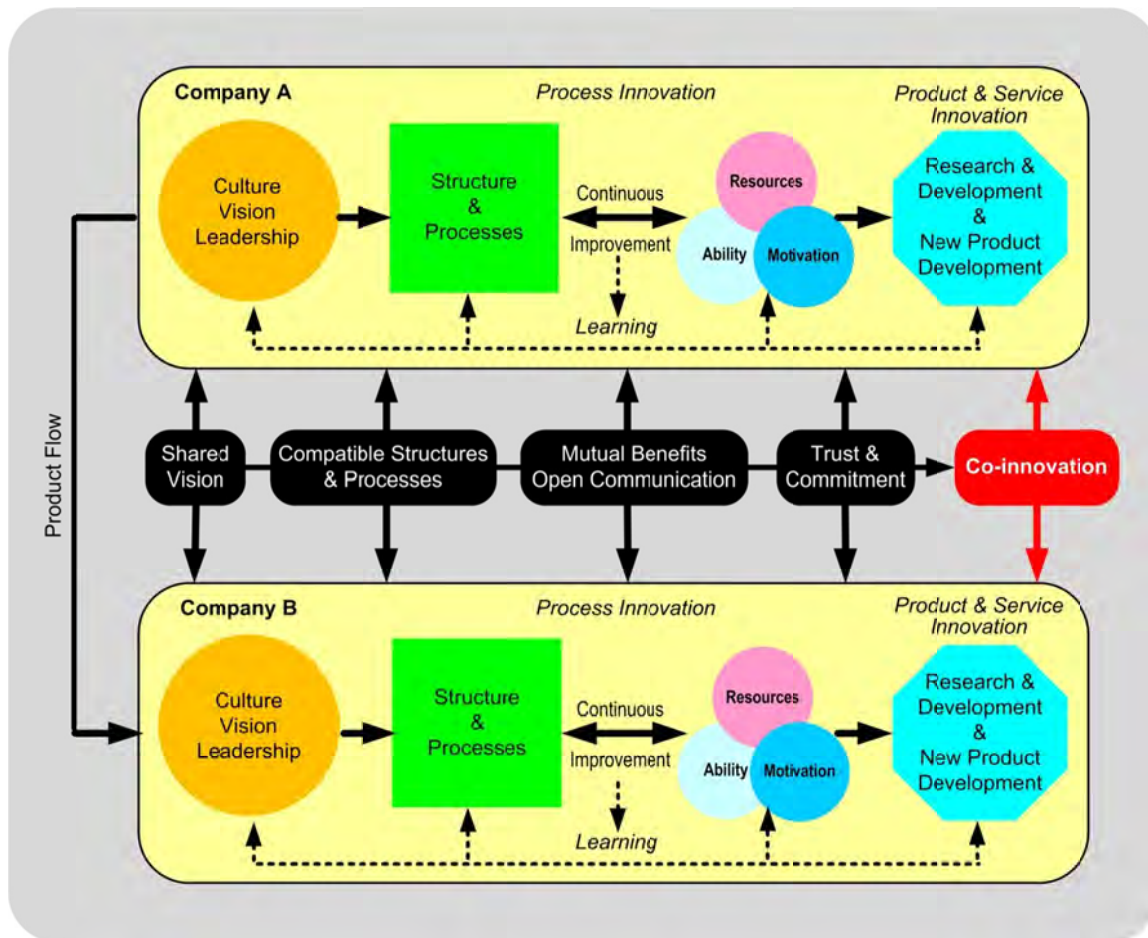 Company A
Process Innovation
Product & Service
Innovation
Culture
Vision
Leadership
Structure
&
Processes
Continuous
Improvement
Learning
Resources
Ability
Motivation
Research &
Development
&
New Product
Development
Product Flow
Shared
Vision
Compatible Structures
& Processes
Mutual Benefits
Open Communication
Trust &
Commitment
Co-innovation
Company B
Process Innovation
Product & Service
Innovation
Culture
Vision
Leadership
Structure
&
Processes
Continuous
Improvement
Learning
Resources
Ability
Motivation
Research &
Development
&
New Product
Development